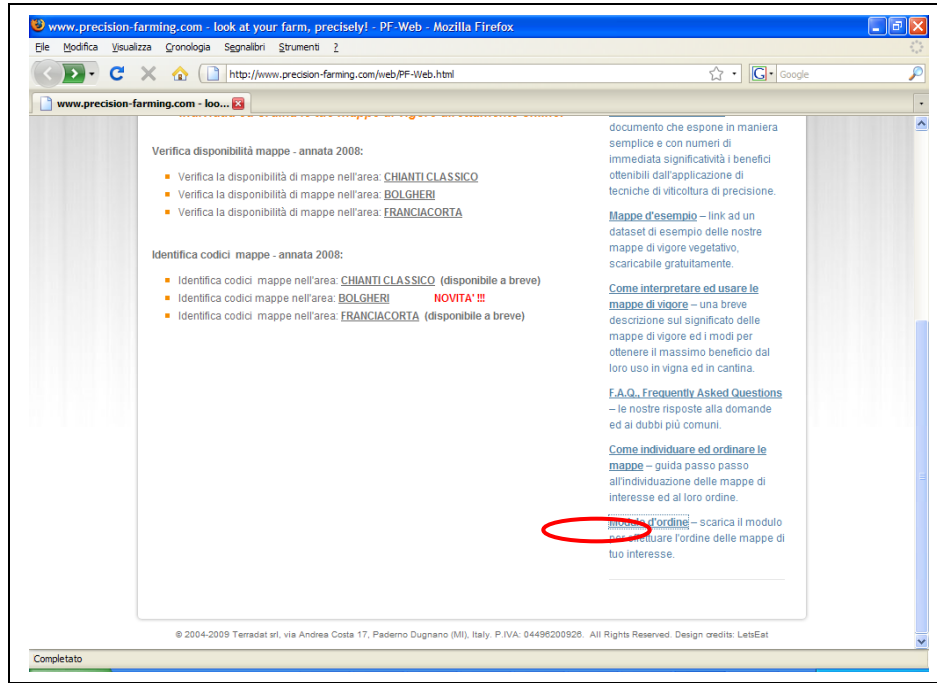 www.precision-farming.com - look at your farm, precisely! - PF-Web - Mozilla Firefox
File Modifica Visualizza Cronologia Segnalibri Strumenti ?
http://www.precision-farming.com/web/PF-Web.html
G Google
www.precision-farming.com - loo...
Verifica disponibilità mappe - annata 2008:
Verifica la disponibilità di mappe nell'area: CHIANTI CLASSICO
Verifica la disponibilità di mappe nell'area: BOLGHERI
Verifica la disponibilità di mappe nell'area: FRANCIACORTA
Identifica codici mappe - annata 2008:
Identifica codici mappe nell'area: CHIANTI CLASSICO (disponibile a breve)
Identifica codici mappe nell'area: BOLGHERI NOVITA' !!!
Identifica codici mappe nell'area: FRANCIACORTA (disponibile a breve)
documento che espone in maniera
semplice e con numeri di
immediata significatività i benefici
ottenibili dall'applicazione di
tecniche di viticoltura di precisione.
Mappe d'esempio – link ad un
dataset di esempio delle nostre
mappe di vigore vegetativo,
scaricabile gratuitamente.
Come interpretare ed usare le
mappe di vigore – una breve
descrizione sul significato delle
mappe di vigore ed i modi per
ottenere il massimo beneficio dal
loro uso in vigna ed in cantina.
F.A.Q., Frequently Asked Questions
– le nostre risposte alla domande
ed ai dubbi più comuni.
Come individuare ed ordinare le
mappe – guida passo passo
all'individuazione delle mappe di
interesse ed al loro ordine.
Modulo d'ordine – scarica il modulo
per effettuare l'ordine delle mappe di
tuo interesse.
© 2004-2009 Terradat srl, via Andrea Costa 17, Paderno Dugnano (MI), Italy. P.IVA: 04496200926. All Rights Reserved. Design credits: LetsEat
Completato